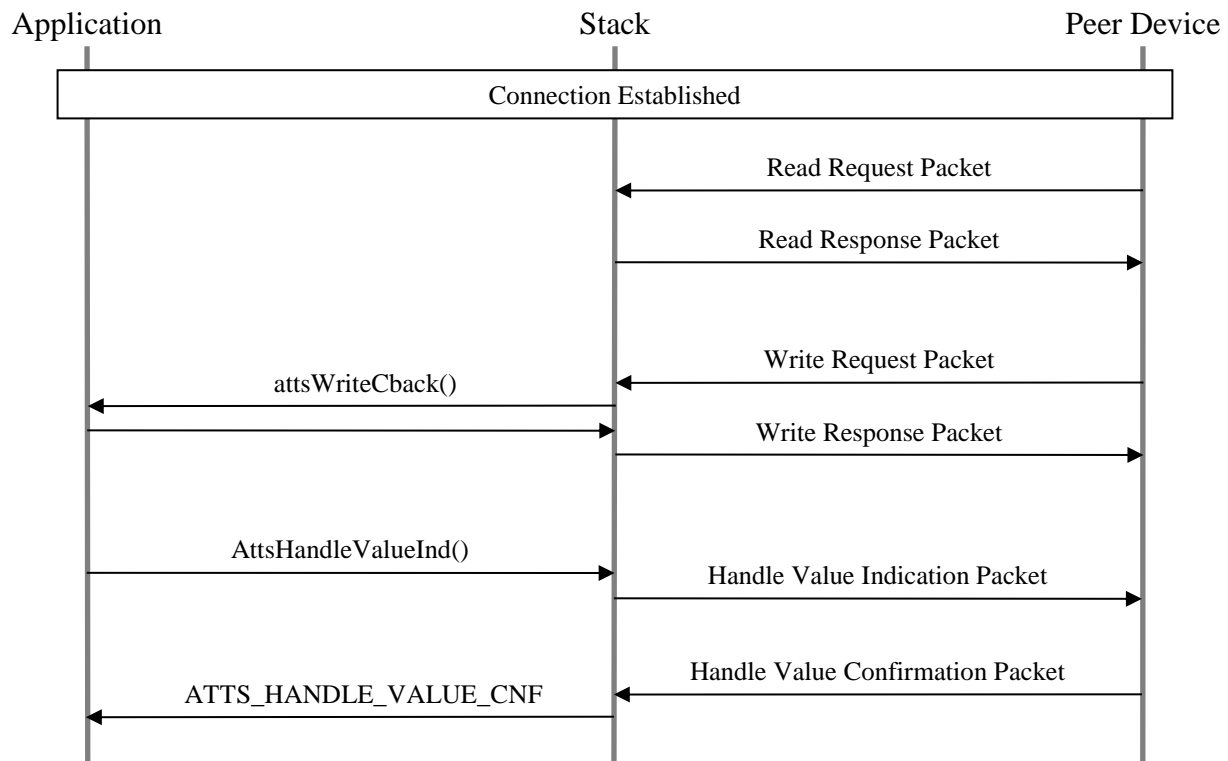 Application
Stack
Peer Device
Connection Established
Read Request Packet
Read Response Packet
Write Request Packet
attsWriteCback()
Write Response Packet
AttsHandleValueInd()
Handle Value Indication Packet
Handle Value Confirmation Packet
ATTS_HANDLE_VALUE_CNF